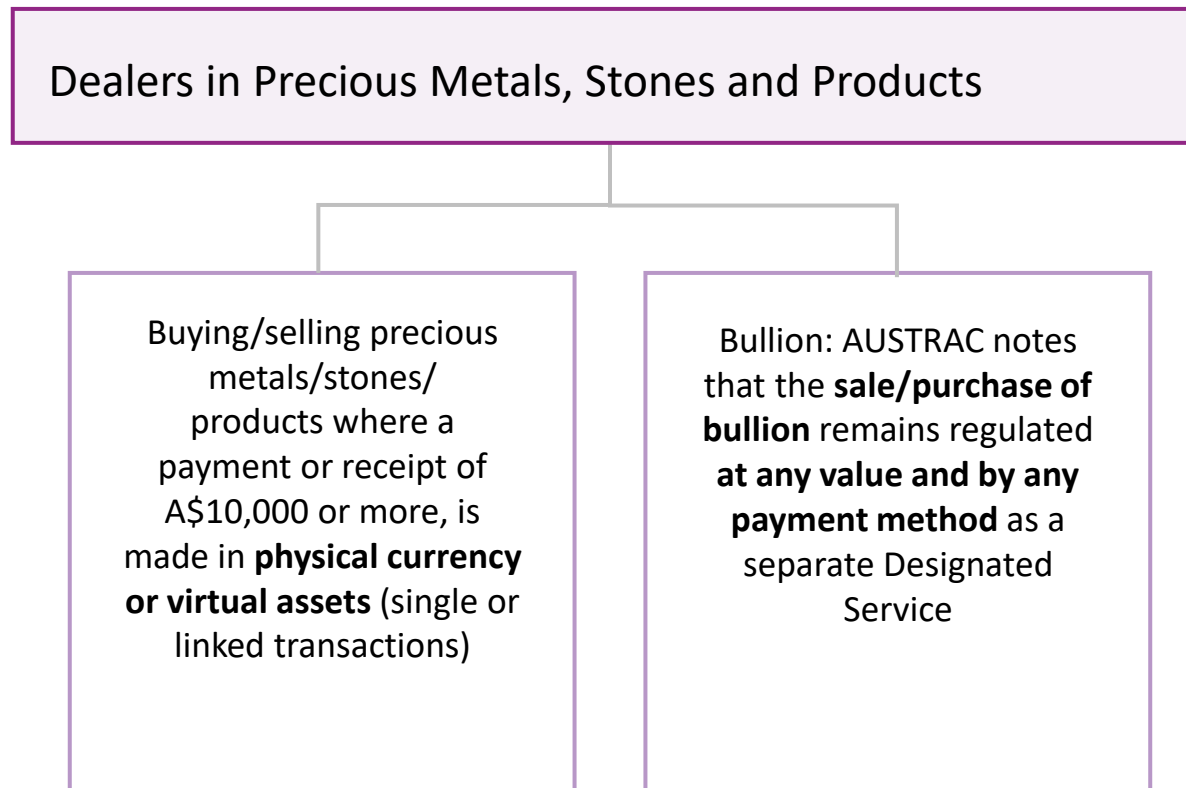 Dealers in Precious Metals, Stones and Products
Buying/selling precious
metals/stones/
products where a
payment or receipt of
A$10,000 or more, is
made in physical currency
or virtual assets (single or
linked transactions)
Bullion: AUSTRAC notes
that the sale/purchase of
bullion remains regulated
at any value and by any
payment method as a
separate Designated
Service